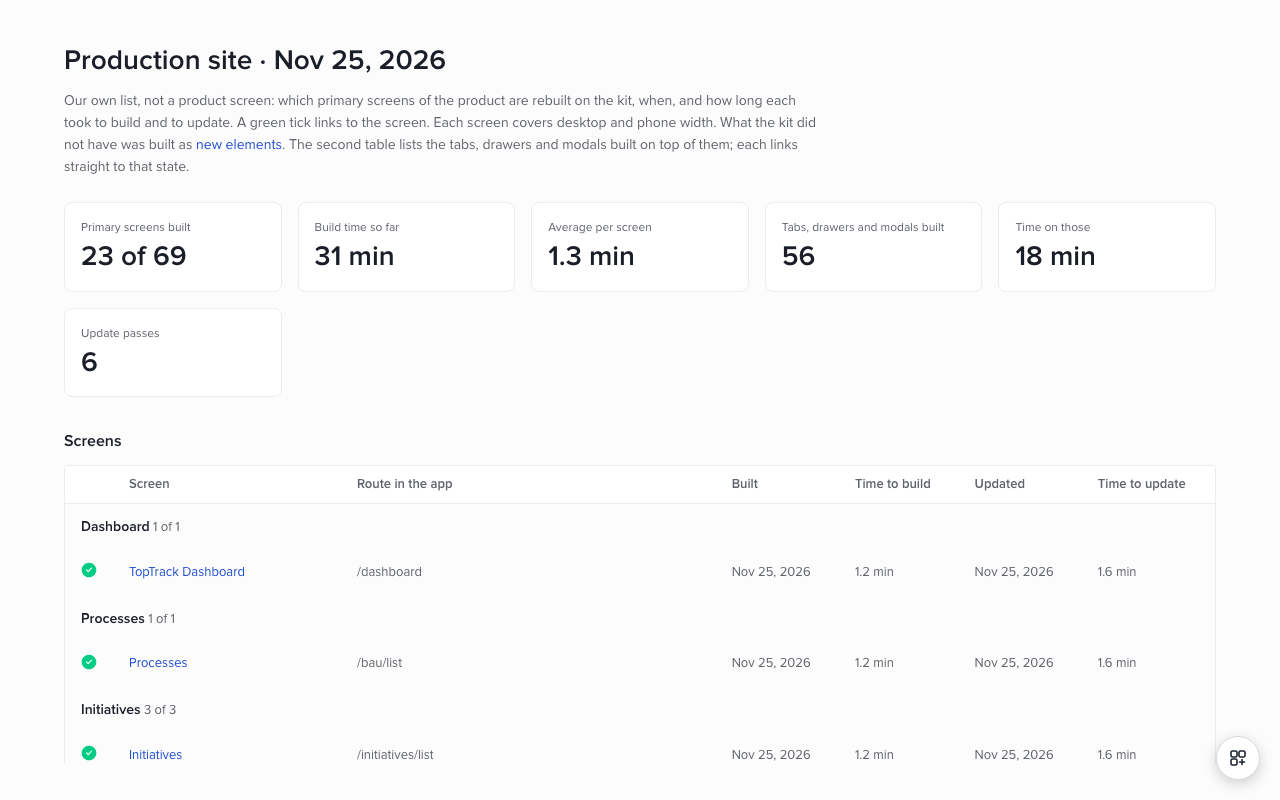 Production site · Nov 25, 2026
Our own list, not a product screen: which primary screens of the product are rebuilt on the kit, when, and how long each
took to build and to update. A green tick links to the screen. Each screen covers desktop and phone width. What the kit did
not have was built as new elements. The second table lists the tabs, drawers and modals built on top of them; each links
straight to that state.
Primary screens built
23 of 69
Build time so far
31 min
Average per screen
1.3 min
Tabs, drawers and modals built
56
Time on those
18 min
Update passes
6
Screens
Screen Route in the app Built Time to build Updated Time to update
Dashboard 1 of 1
TopTrack Dashboard /dashboard Nov 25, 2026 1.2 min Nov 25, 2026 1.6 min
Processes 1 of 1
Processes /bau/list Nov 25, 2026 1.2 min Nov 25, 2026 1.6 min
Initiatives 3 of 3
Initiatives /initiatives/list Nov 25, 2026 1.2 min Nov 25, 2026 1.6 min